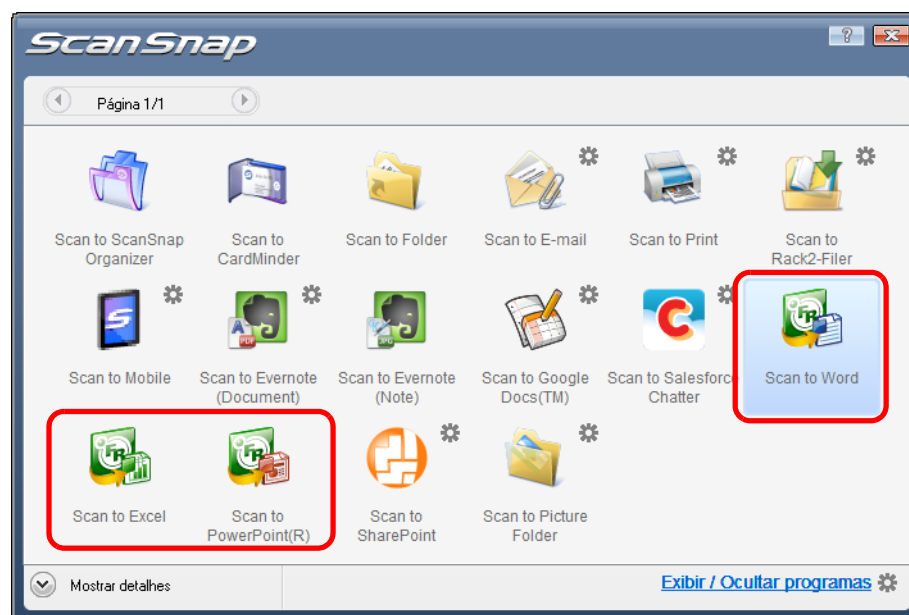 ScanSnap
Página 1/1
Scan to ScanSnap
Organizer
Scan to
CardMinder
Scan to Folder
Scan to E-mail
Scan to Print
Scan to
Rack2-Filer
Scan to Mobile
Scan to Evernote
(Document)
Scan to Evernote
(Note)
Scan to Google
Docs(TM)
Scan to Salesforce
Chatter
Scan to Word
Scan to Excel
Scan to
PowerPoint(R)
Scan to
SharePoint
Scan to Picture
Folder
Mostrar detalhes
Exibir / Ocultar programas